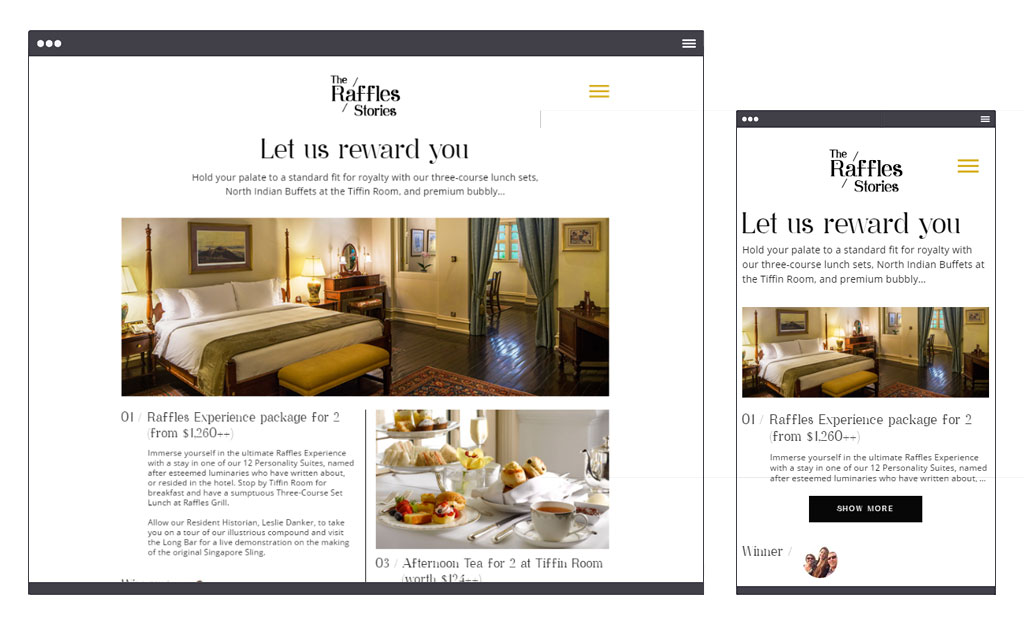 The
Raffles
Stories
Let us reward you
Hold your palate to a standard fit for royalty with our three-course lunch sets,
North Indian Buffets at the Tiffin Room, and premium bubbly...
01 / Raffles Experience package for 2
(from $1,260++)
Immerse yourself in the ultimate Raffles Experience
with a stay in one of our 12 Personality Suites, named
after esteemed luminaries who have written about,
or resided in the hotel. Stop by Tiffin Room for
breakfast and have a sumptuous Three-Course Set
Lunch at Raffles Grill.
Allow our Resident Historian, Leslie Danker, to take
you on a tour of our illustrious compound and visit
the Long Bar for a live demonstration on the making
of the original Singapore Sling.
03 / Afternoon Tea for 2 at Tiffin Room
(worth $124++)
The
Raffles
Stories
Let us reward you
Hold your palate to a standard fit for royalty with
our three-course lunch sets, North Indian Buffets at
the Tiffin Room, and premium bubbly...
01 / Raffles Experience package for 2
(from $1,260++)
Immerse yourself in the ultimate Raffles Experience
with a stay in one of our 12 Personality Suites, named
after esteemed luminaries who have written about, ...
SHOW MORE
Winner /